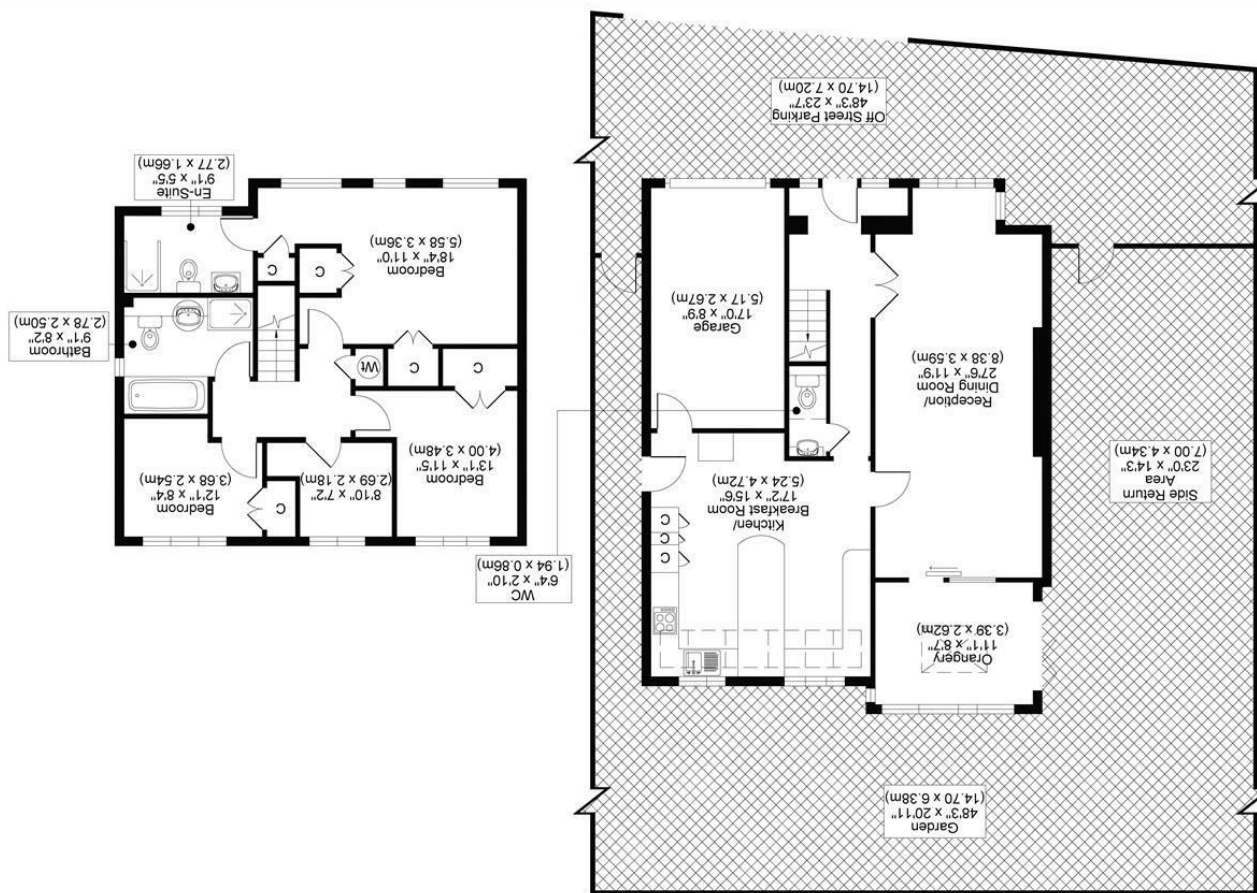 Garden
48'3" x 20'11"
(14.70 x 6.38m)
Orangery
11'1" x 8'7"
(3.39 x 2.62m)
Side Return
Area
23'0" x 14'3"
7.00 x 4.34m)
Kitchen/
Breakfast Room
17'2" x 15'6"
(5.24 x 4.72m)
C
C
C
Reception/
Dining Room
27'6" x 11'9"
(8.38 x 3.59m)
Garage
17'0" x 8'9"
(5.17 x 2.67m)
Off Street Parking
48'3" x 23'7"
(14.70 x 7.20m)
WC
6'4" x 2'10"
(1.94 x 0.86m)
Bedroom
13'1" x 11'5"
(4.00 x 3.48m)
8'10" x 7'2"
(2.69 x 2.18m)
C
Bedroom
12'1" x 8'4"
(3.68 x 2.54m)
C
C
Wt
Bathroom
9'1" x 8'2"
(2.78 x 2.50m)
Bedroom
18'4" x 11'0"
(5.58 x 3.36m)
C
C
En-Suite
9'1" x 5'5"
(2.77 x 1.66m)